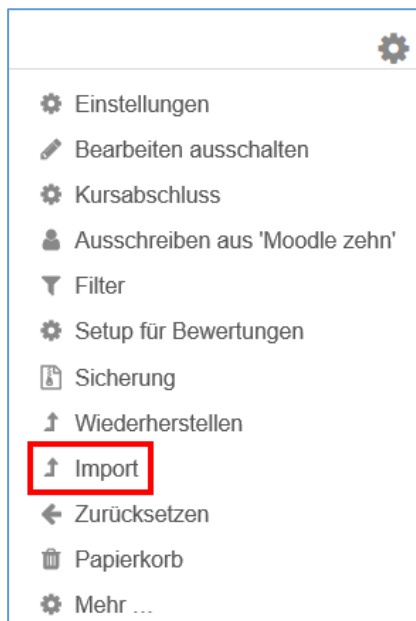 Einstellungen
Bearbeiten ausschalten
Kursabschluss
Ausschreiben aus 'Moodle zehn'
Filter
Setup für Bewertungen
Sicherung
Wiederherstellen
Import
Zurücksetzen
Papierkorb
Mehr ...